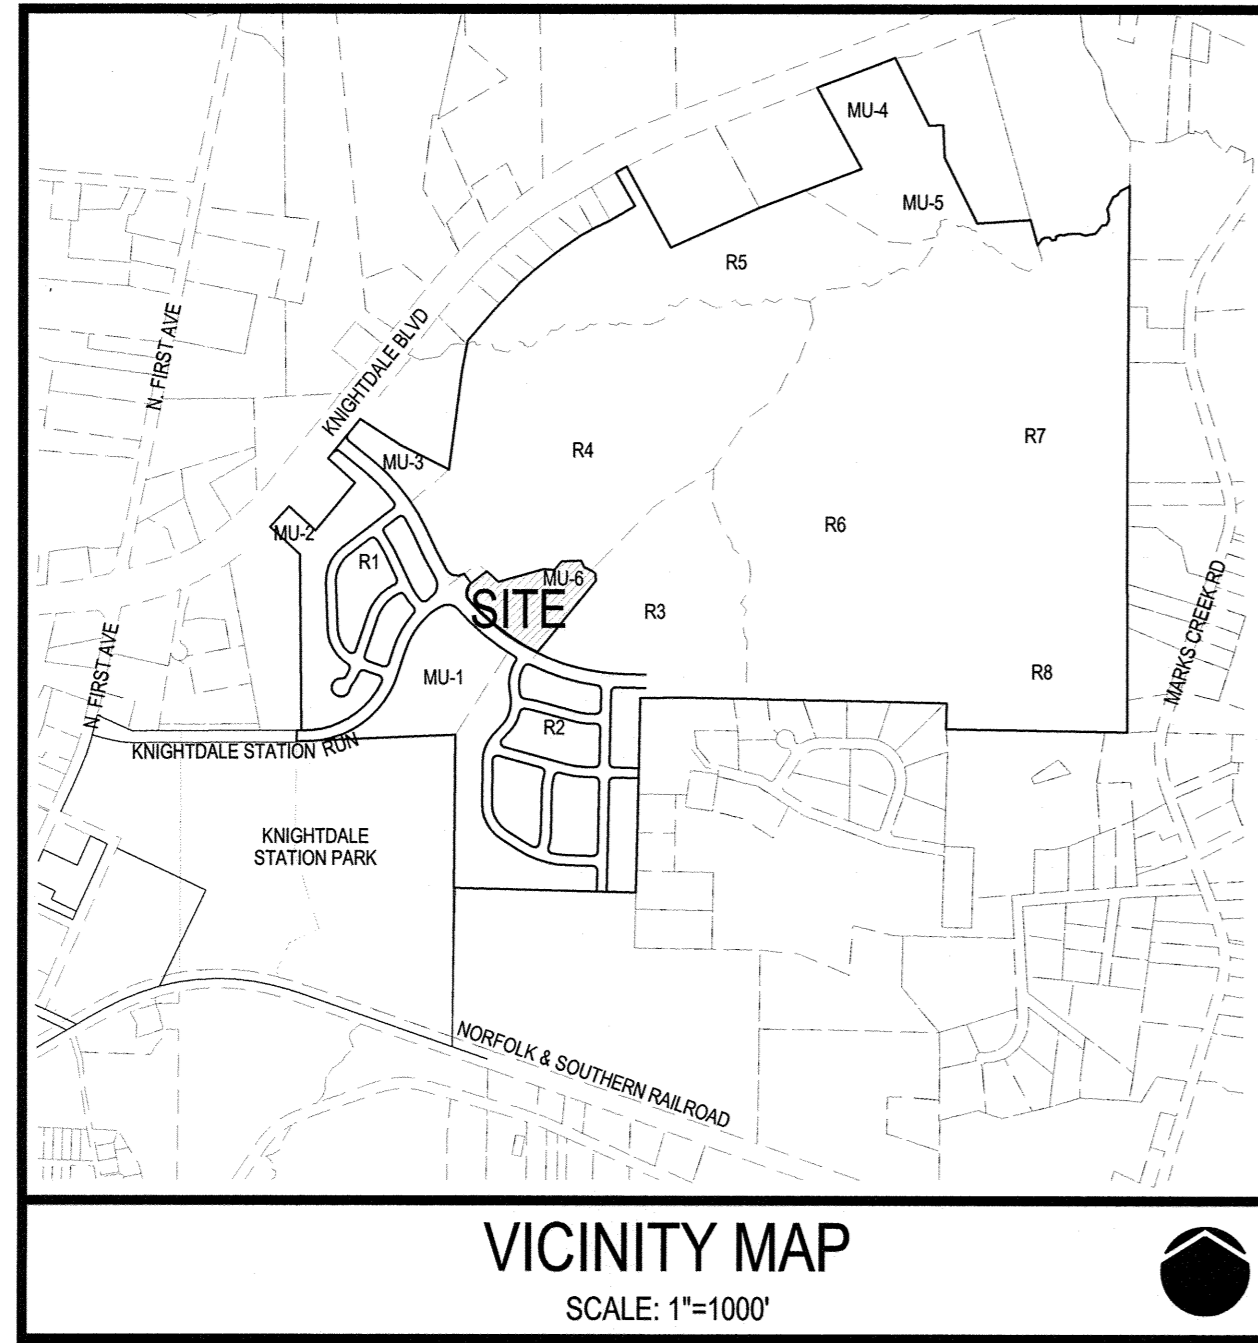 MU-4
MU-5
R5
N. FIRST AVE
KNIGHTDALE BLVD
R4
R7
MU-3
MU-2
R6
R1
MU-6
SITE
R3
MARKS CREEK RD
N. FIRST AVE
MU-1
R8
R2
KNIGHTDALE STATION RUN
KNIGHTDALE
STATION PARK
NORFOLK & SOUTHERN RAILROAD
VICINITY MAP
SCALE: 1"=1000'